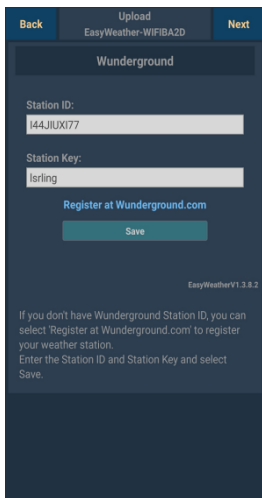 Back
Upload
EasyWeather-WIFIBA2D
Next
Wunderground
Station ID:
I44JIUXI77
Station Key:
lsrling
Register at Wunderground.com
Save
EasyWeatherV1.3.8.2
If you don't have Wunderground Station ID, you can
select 'Register at Wunderground.com' to register
your weather station.
Enter the Station ID and Station Key and select
Save.